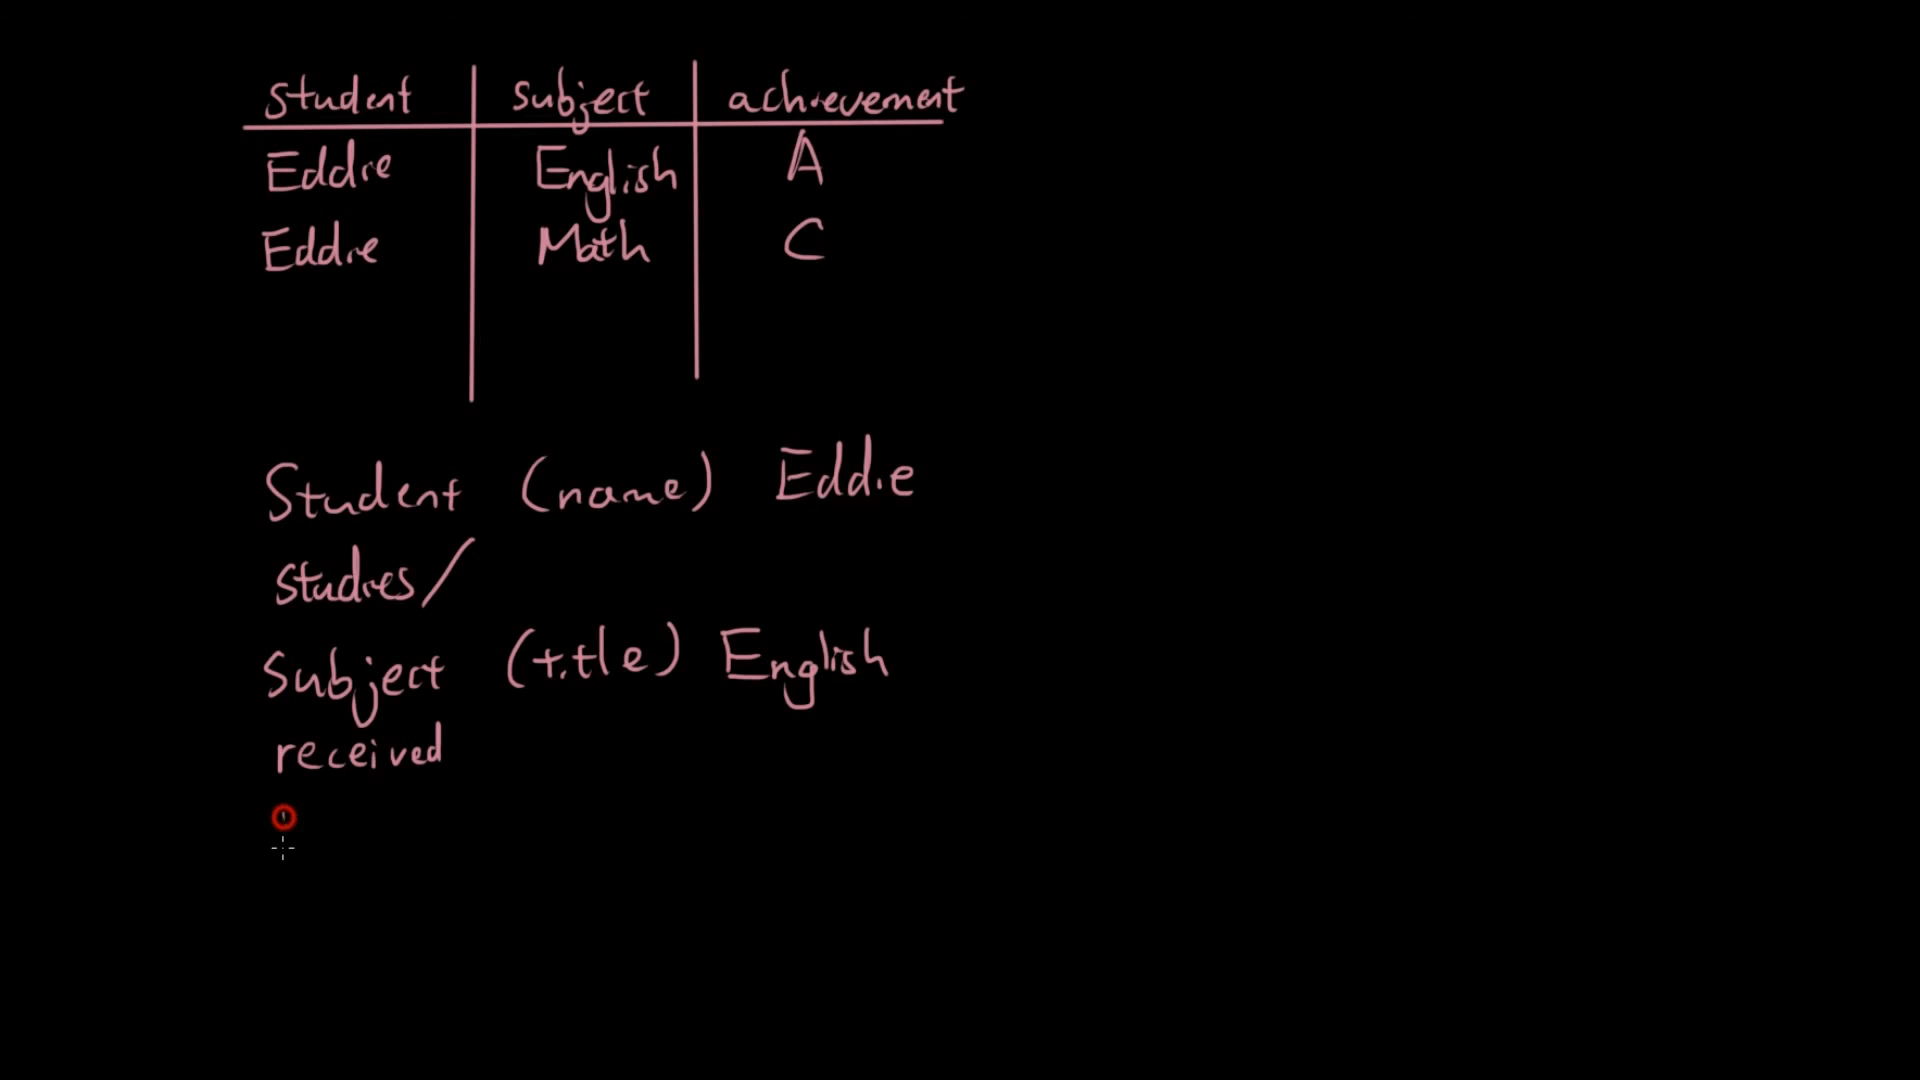 Student subject achievement
Eddie English A
Eddie Math C
Student (name) Eddie
studies/
Subject (title) English
received